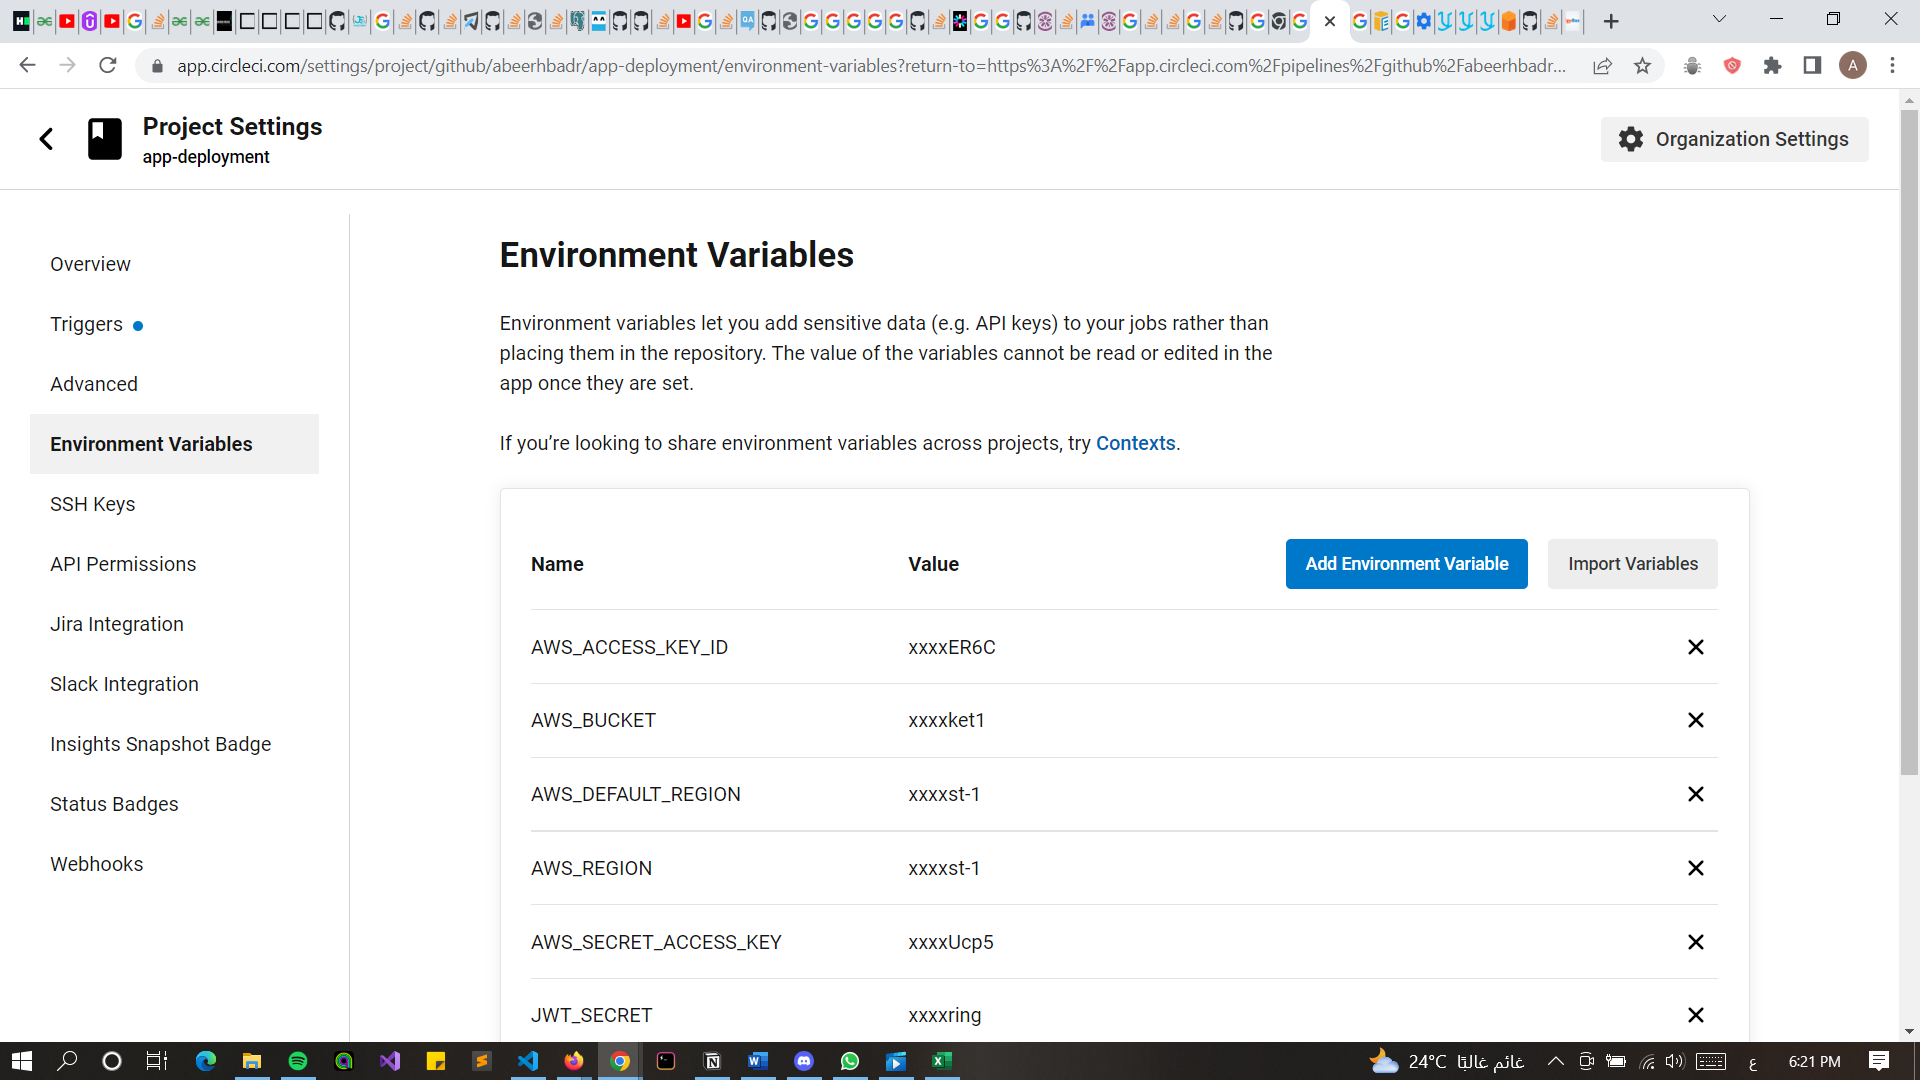 app.circleci.com/settings/project/github/abeerhbadr/app-deployment/environment-variables?return-to=https%3A%2F%2Fapp.circleci.com%2Fpipelines%2Fgithub%2Fabeerhbadr...
A
Project Settings
app-deployment
Organization Settings
Overview
Triggers
Advanced
Environment Variables
SSH Keys
API Permissions
Jira Integration
Slack Integration
Insights Snapshot Badge
Status Badges
Webhooks
Environment Variables
Environment variables let you add sensitive data (e.g. API keys) to your jobs rather than
placing them in the repository. The value of the variables cannot be read or edited in the
app once they are set.
If you’re looking to share environment variables across projects, try Contexts.
Name Value Add Environment Variable Import Variables
AWS_ACCESS_KEY_ID xxxxER6C
AWS_BUCKET xxxxket1
AWS_DEFAULT_REGION xxxxst-1
AWS_REGION xxxxst-1
AWS_SECRET_ACCESS_KEY xxxxUcp5
JWT_SECRET xxxxring
24°C غائم غالبًا ع 6:21 PM